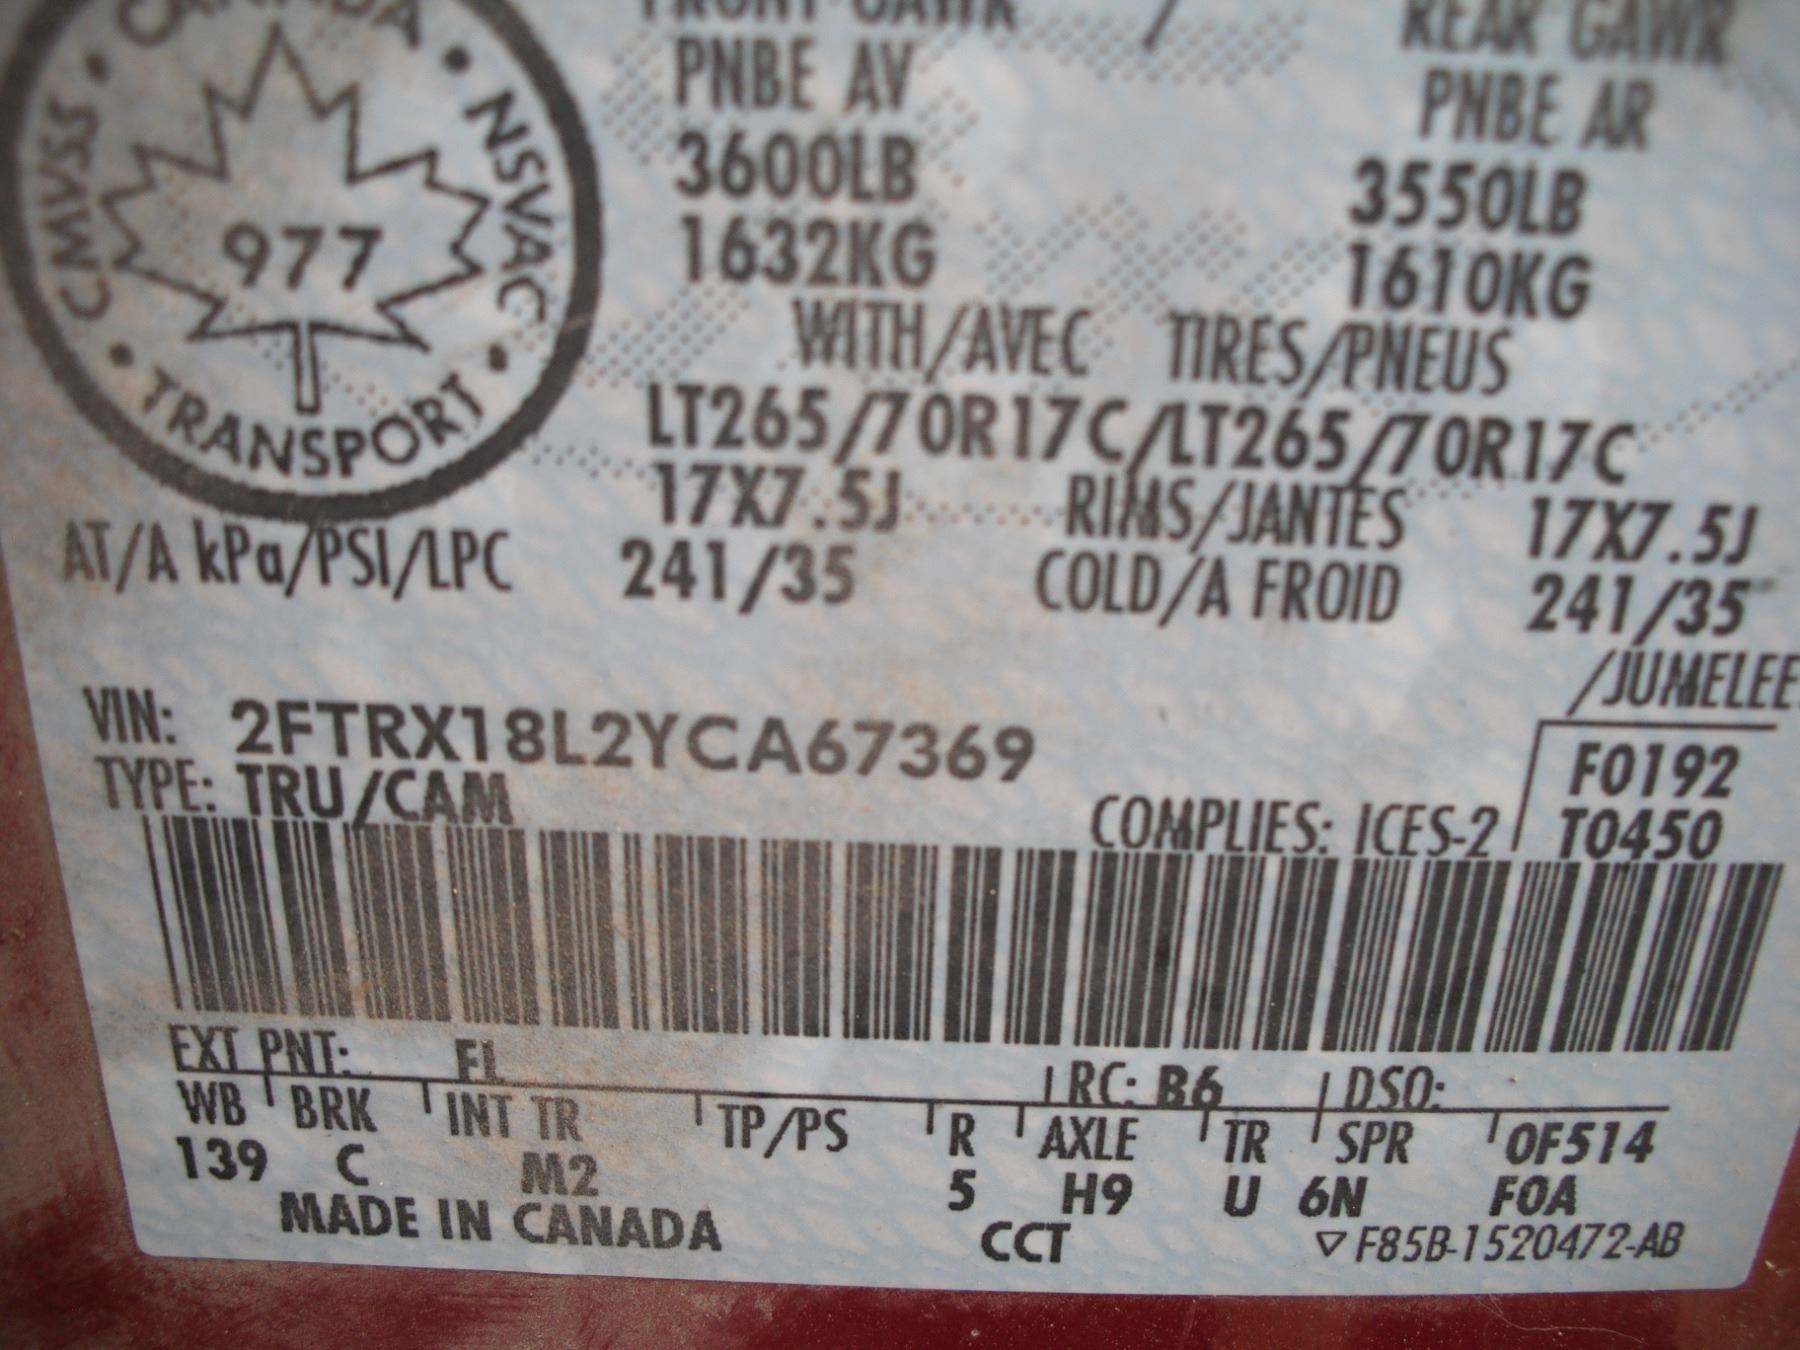 CANADA
CMVSS
NSVAC
977
TRANSPORT
FRONT GAWR / REAR GAWR
PNBE AV PNBE AR
3600LB 3550LB
1632KG 1610KG
WITH/AVEC TIRES/PNEUS
LT265/70R17C/LT265/70R17C
17X7.5J RIMS/JANTES 17X7.5J
AT/A kPa/PSI/LPC 241/35 COLD/A FROID 241/35
/JUMELEE
VIN: 2FTRX18L2YCA67369
F0192
TYPE: TRU/CAM
COMPLIES: ICES-2 T0450
EXT PNT: FL RC: B6 DSO:
WB BRK INT TR TP/PS R AXLE TR SPR 0F514
139 C M2 5 H9 U 6N F0A
MADE IN CANADA CCT ▽ F85B-1520472-AB